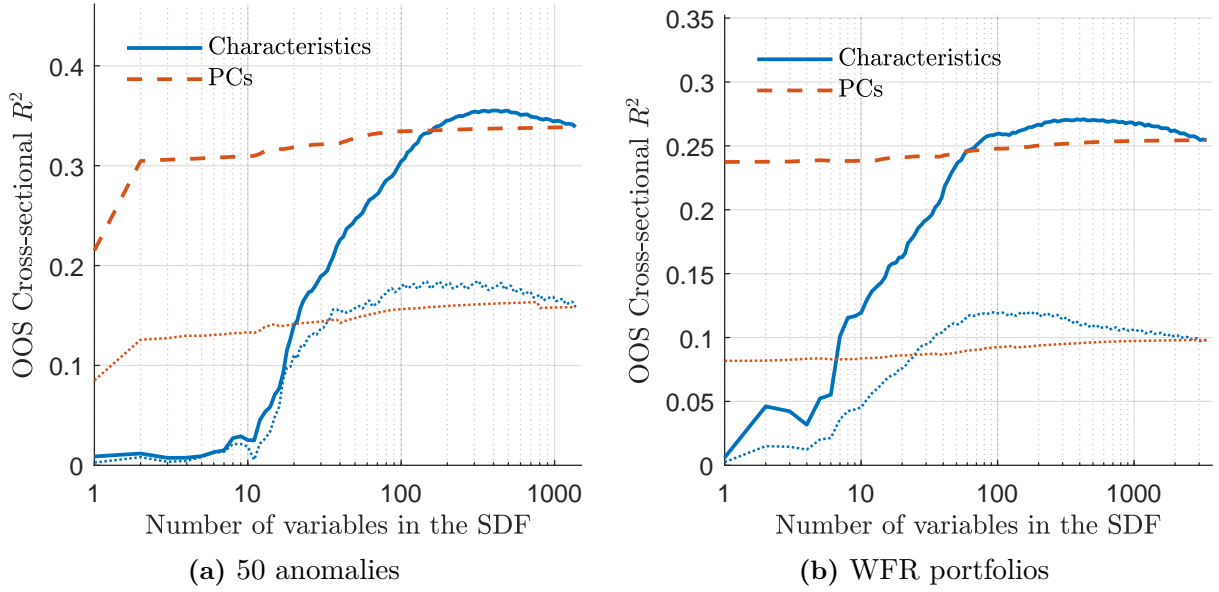 OOS Cross-sectional R²
0.4
0.3
0.2
0.1
0
Characteristics
PCs
1
10
100
1000
Number of variables in the SDF
(a) 50 anomalies
OOS Cross-sectional R²
0.35
0.3
0.25
0.2
0.15
0.1
0.05
0
Characteristics
PCs
1
10
100
1000
Number of variables in the SDF
(b) WFR portfolios